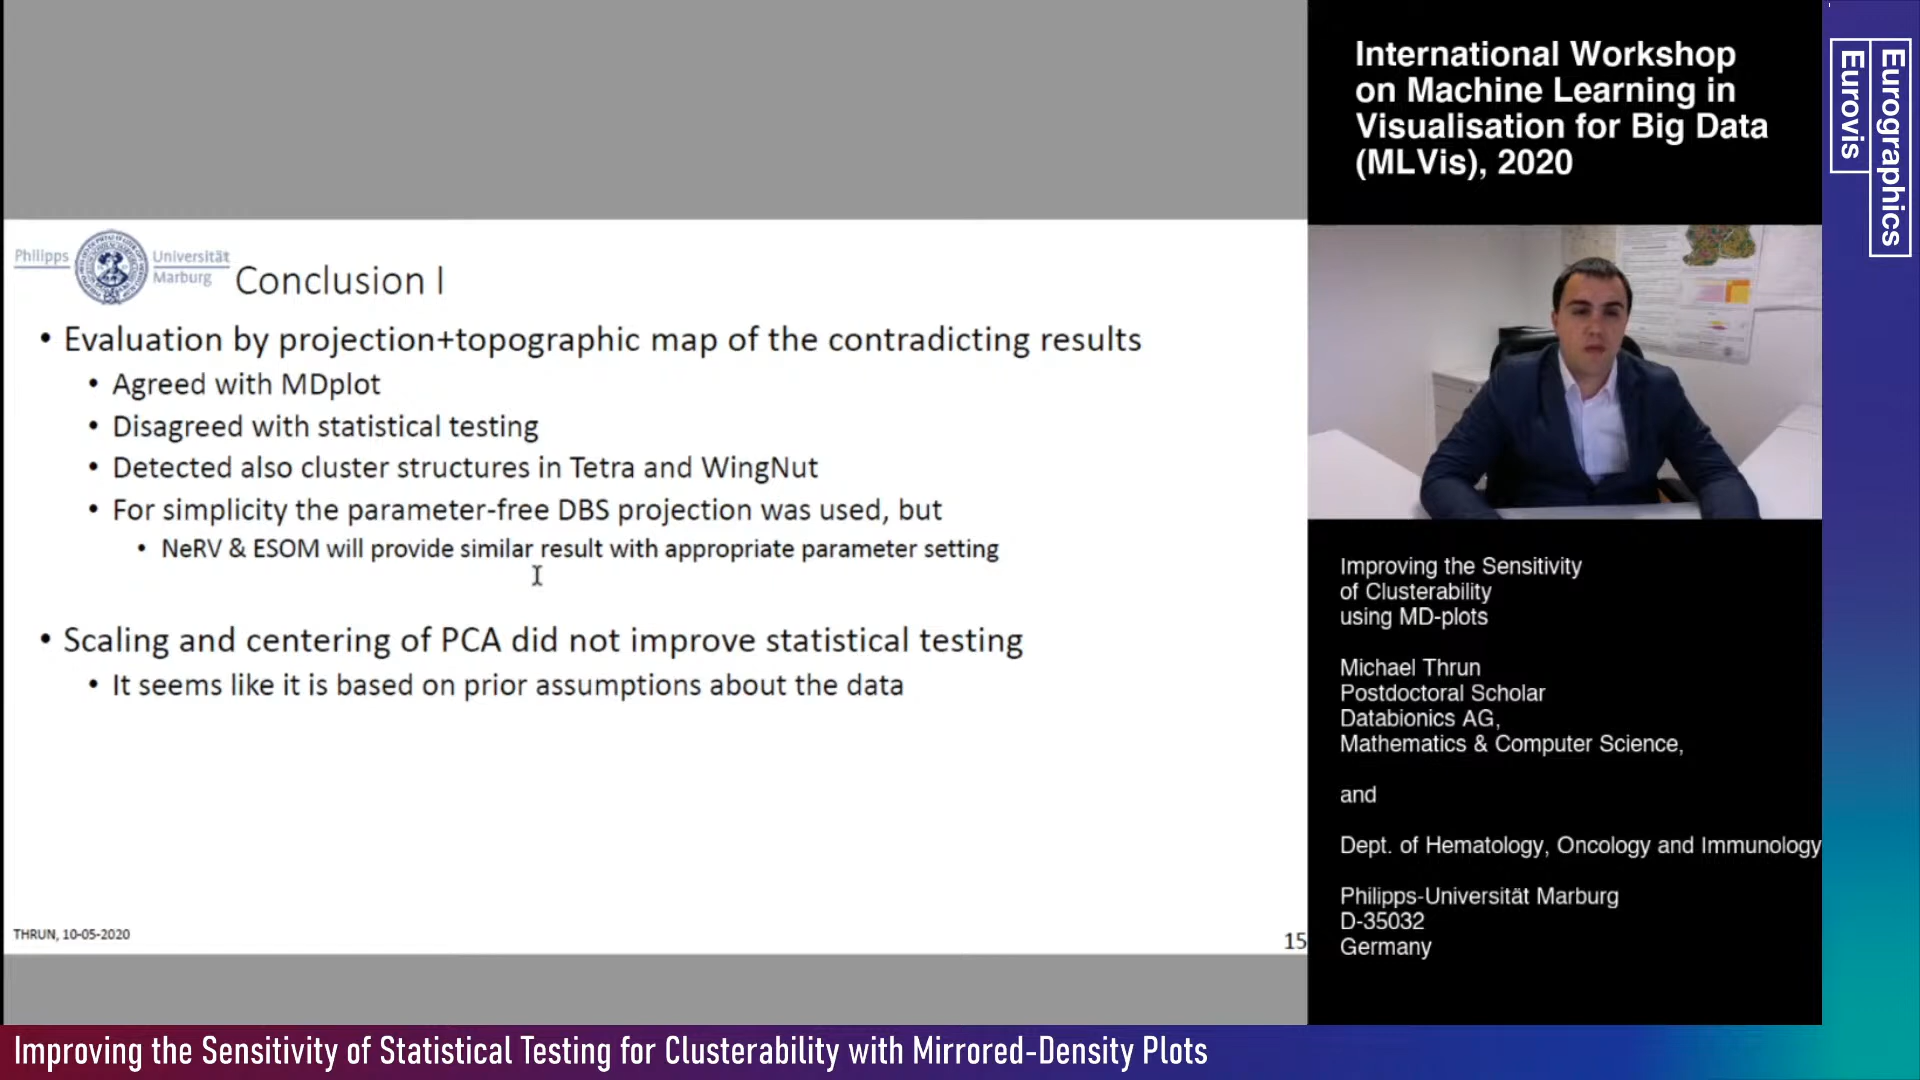 International Workshop
on Machine Learning in
Visualisation for Big Data
(MLVis), 2020
Eurographics
Eurovis
Philipps
Universität
Marburg
Conclusion I
• Evaluation by projection+topographic map of the contradicting results
• Agreed with MDplot
• Disagreed with statistical testing
• Detected also cluster structures in Tetra and WingNut
• For simplicity the parameter-free DBS projection was used, but
• NeRV & ESOM will provide similar result with appropriate parameter setting
• Scaling and centering of PCA did not improve statistical testing
• It seems like it is based on prior assumptions about the data
THRUN, 10-05-2020
15
Improving the Sensitivity
of Clusterability
using MD-plots
Michael Thrun
Postdoctoral Scholar
Databionics AG,
Mathematics & Computer Science,
and
Dept. of Hematology, Oncology and Immunology
Philipps-Universität Marburg
D-35032
Germany
Improving the Sensitivity of Statistical Testing for Clusterability with Mirrored-Density Plots